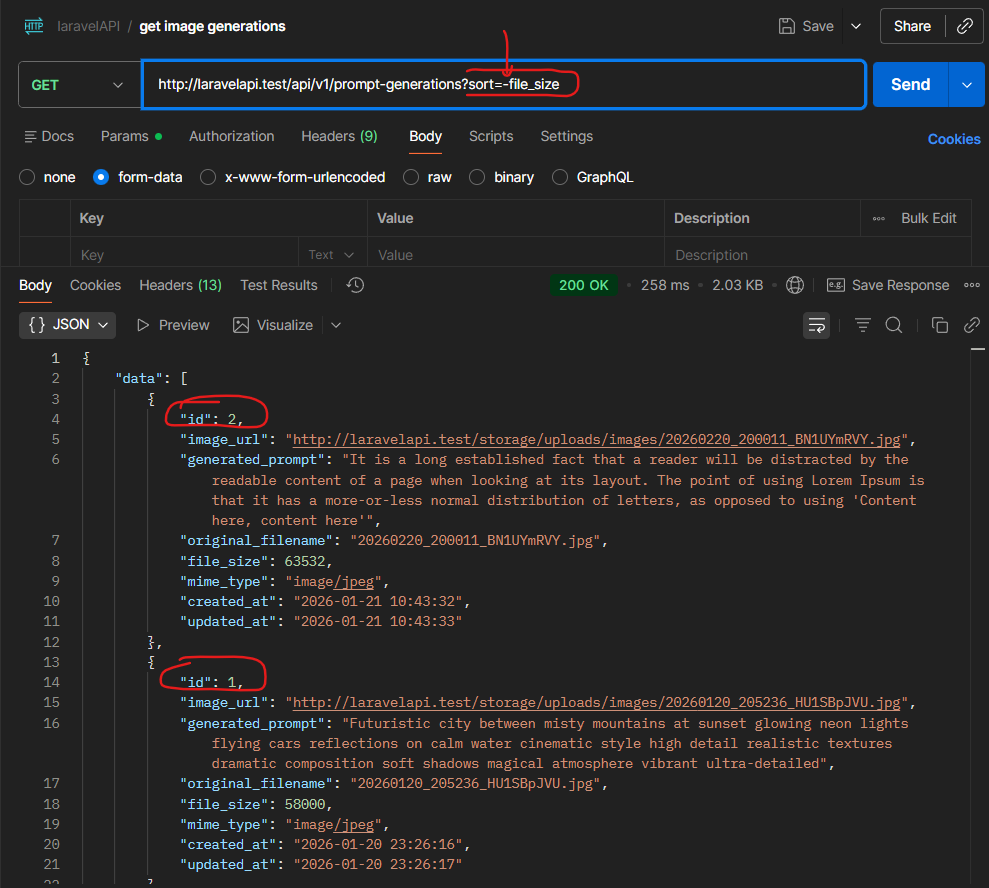 HTTP laravelAPI / get image generations Save Share
GET http://laravelapi.test/api/v1/prompt-generations?sort=-file_size Send
Docs Params Authorization Headers (9) Body Scripts Settings Cookies
none form-data x-www-form-urlencoded raw binary GraphQL
Key Value Description Bulk Edit
Key Text Value Description
Body Cookies Headers (13) Test Results 200 OK 258 ms 2.03 KB e.g. Save Response
{} JSON Preview Visualize
1 {
2 "data": [
3 {
4 "id": 2,
5 "image_url": "http://laravelapi.test/storage/uploads/images/20260220_200011_BN1UYmRVY.jpg",
6 "generated_prompt": "It is a long established fact that a reader will be distracted by the
readable content of a page when looking at its layout. The point of using Lorem Ipsum is
that it has a more-or-less normal distribution of letters, as opposed to using 'Content
here, content here'",
7 "original_filename": "20260220_200011_BN1UYmRVY.jpg",
8 "file_size": 63532,
9 "mime_type": "image/jpeg",
10 "created_at": "2026-01-21 10:43:32",
11 "updated_at": "2026-01-21 10:43:33"
12 },
13 {
14 "id": 1,
15 "image_url": "http://laravelapi.test/storage/uploads/images/20260120_205236_HU1SBpJVU.jpg",
16 "generated_prompt": "Futuristic city between misty mountains at sunset glowing neon lights
flying cars reflections on calm water cinematic style high detail realistic textures
dramatic composition soft shadows magical atmosphere vibrant ultra-detailed",
17 "original_filename": "20260120_205236_HU1SBpJVU.jpg",
18 "file_size": 58000,
19 "mime_type": "image/jpeg",
20 "created_at": "2026-01-20 23:26:16",
21 "updated_at": "2026-01-20 23:26:17"